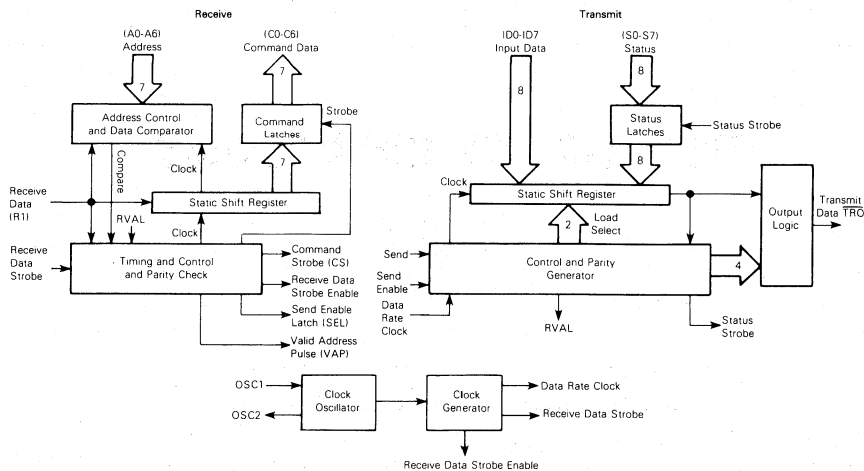 Receive
Transmit
(A0-A6)
Address
(C0-C6)
Command Data
ID0-ID7
Input Data
(S0-S7)
Status
7
7
8
8
Address Control
and Data Comparator
Command
Latches
Strobe
Status
Latches
Status Strobe
Compare
Clock
7
8
Clock
Receive
Data
(R1)
Static Shift Register
Static Shift Register
Output
Logic
Transmit
Data TRO
RVAL
Clock
2
Load
Select
Receive
Data
Strobe
Timing and Control
and Parity Check
Command
Strobe (CS)
Receive Data
Strobe Enable
Send Enable
Latch (SEL)
Valid Address
Pulse (VAP)
Send
Send
Enable
Data
Rate
Clock
Control and Parity
Generator
4
RVAL
Status
Strobe
OSC1
OSC2
Clock
Oscillator
Clock
Generator
Data Rate Clock
Receive Data Strobe
Receive Data Strobe Enable